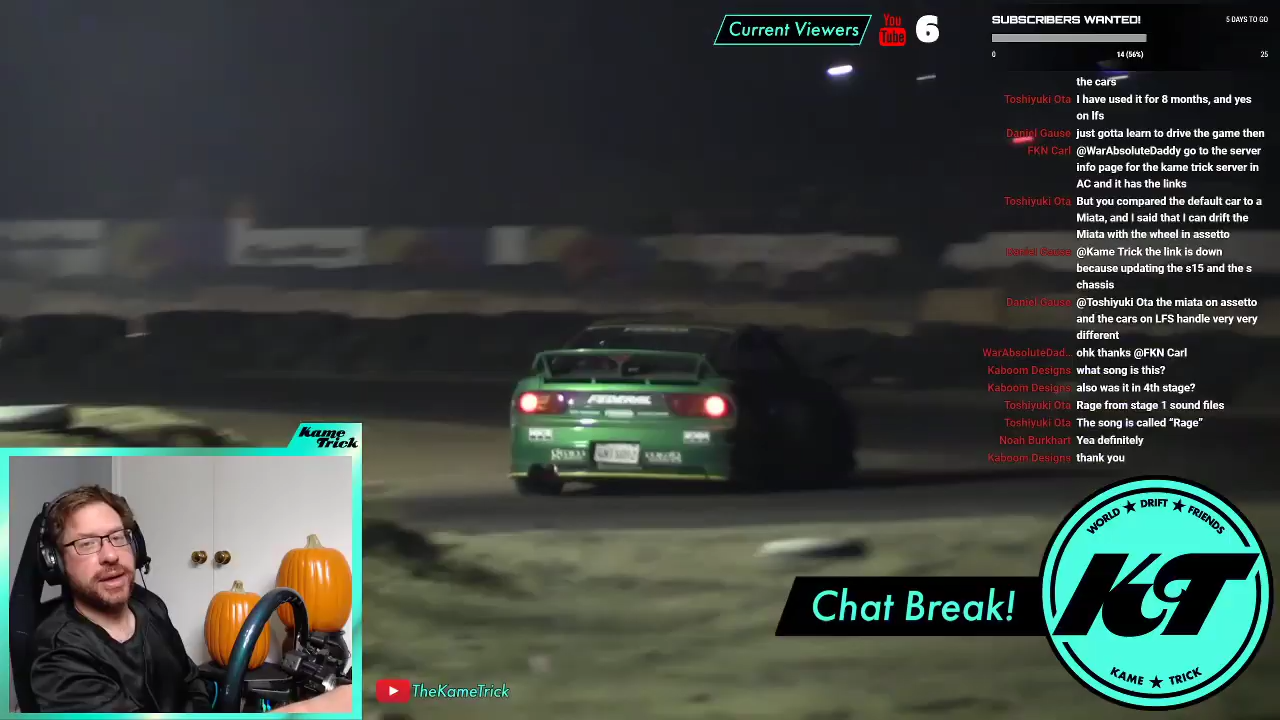 Current Viewers
You
Tube
6
SUBSCRIBERS WANTED!
5 DAYS TO GO
0
14 (56%)
25
the cars
Toshiyuki Ota I have used it for 8 months, and yes
on lfs
Daniel Gause just gotta learn to drive the game then
FKN Carl @WarAbsoluteDaddy go to the server
info page for the kame trick server in
AC and it has the links
Toshiyuki Ota But you compared the default car to a
Miata, and I said that I can drift the
Miata with the wheel in assetto
Daniel Gause @Kame Trick the link is down
because updating the s15 and the s
chassis
Daniel Gause @Toshiyuki Ota the miata on assetto
and the cars on LFS handle very very
different
WarAbsoluteDad... ohk thanks @FKN Carl
Kaboom Designs what song is this?
Kaboom Designs also was it in 4th stage?
Toshiyuki Ota Rage from stage 1 sound files
Toshiyuki Ota The song is called “Rage”
Noah Burkhart Yea definitely
Kaboom Designs thank you
FEDERAL
Kame
Trick
Chat Break!
WORLD ★ DRIFT ★ FRIENDS
KT
KAME ★ TRICK
TheKameTrick